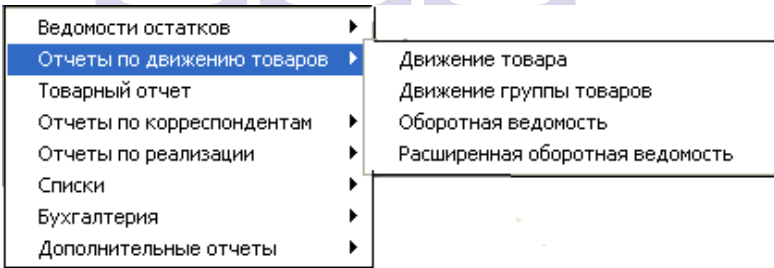 Ведомости остатков
Отчеты по движению товаров
Товарный отчет
Отчеты по корреспондентам
Отчеты по реализации
Списки
Бухгалтерия
Дополнительные отчеты
Движение товара
Движение группы товаров
Оборотная ведомость
Расширенная оборотная ведомость